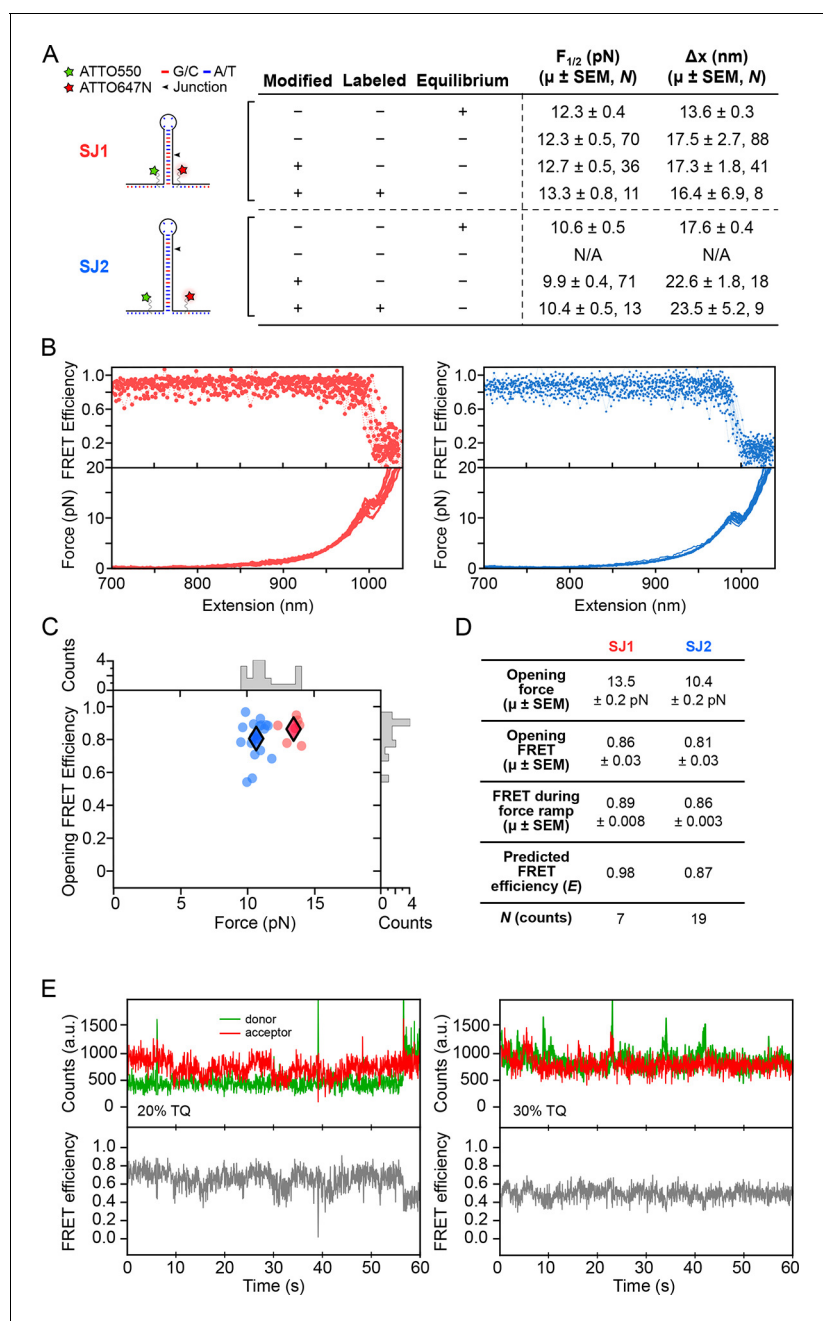 A
ATTO550
G/C
A/T
ATTO647N
Junction
F1/2 (pN)
Δx (nm)
Modified Labeled Equilibrium (μ ± SEM, N) (μ ± SEM, N)
SJ1
− − + 12.3 ± 0.4 13.6 ± 0.3
− − − 12.3 ± 0.5, 70 17.5 ± 2.7, 88
+ − − 12.7 ± 0.5, 36 17.3 ± 1.8, 41
+ + − 13.3 ± 0.8, 11 16.4 ± 6.9, 8
SJ2
− − + 10.6 ± 0.5 17.6 ± 0.4
− − − N/A N/A
+ − − 9.9 ± 0.4, 71 22.6 ± 1.8, 18
+ + − 10.4 ± 0.5, 13 23.5 ± 5.2, 9
B
FRET Efficiency
1.0
0.6
0.2
Force (pN)
20
10
0
700 800 900 1000
Extension (nm)
FRET Efficiency
1.0
0.6
0.2
Force (pN)
20
10
0
700 800 900 1000
Extension (nm)
C
Counts
4
0
Opening FRET Efficiency
1.0
0.8
0.6
0.4
0.2
0
0 5 10 15
Force (pN)
0 4
Counts
D
SJ1 SJ2
Opening force (μ ± SEM) 13.5 ± 0.2 pN 10.4 ± 0.2 pN
Opening FRET (μ ± SEM) 0.86 ± 0.03 0.81 ± 0.03
FRET during force ramp (μ ± SEM) 0.89 ± 0.008 0.86 ± 0.003
Predicted FRET efficiency (E) 0.98 0.87
N (counts) 7 19
E
Counts (a.u.)
1500
1000
500
0
donor
acceptor
20% TQ
FRET efficiency
1.0
0.8
0.6
0.4
0.2
0.0
0 10 20 30 40 50 60
Time (s)
Counts (a.u.)
1500
1000
500
0
30% TQ
FRET efficiency
1.0
0.8
0.6
0.4
0.2
0.0
0 10 20 30 40 50 60
Time (s)